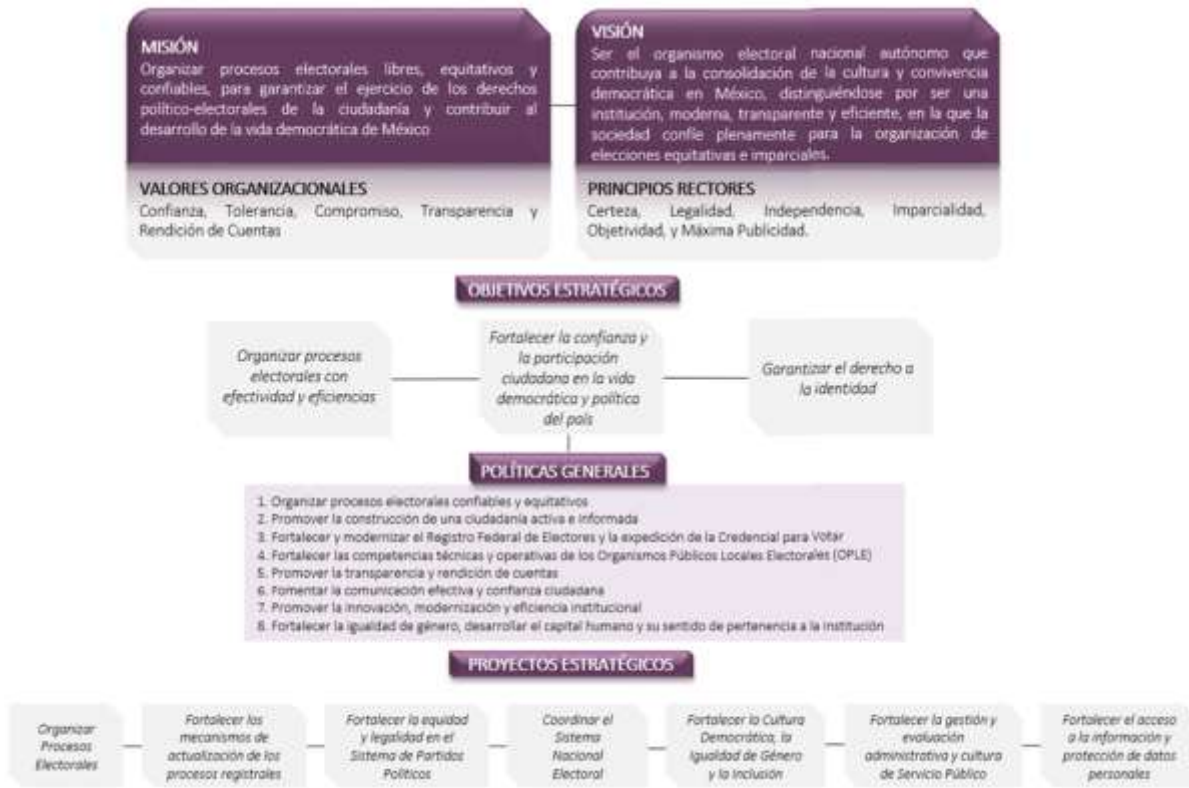 MISIÓN
Organizar procesos electorales libres, equitativos y
confiables, para garantizar el ejercicio de los derechos
político-electorales de la ciudadanía y contribuir al
desarrollo de la vida democrática de México
VISIÓN
Ser el organismo electoral nacional autónomo que
contribuya a la consolidación de la cultura y convivencia
democrática en México, distinguiéndose por ser una
institución, moderna, transparente y eficiente, en la que la
sociedad confíe plenamente para la organización de
elecciones equitativas e imparciales.
VALORES ORGANIZACIONALES
Confianza, Tolerancia, Compromiso, Transparencia y
Rendición de Cuentas
PRINCIPIOS RECTORES
Certeza, Legalidad, Independencia, Imparcialidad,
Objetividad, y Máxima Publicidad.
OBJETIVOS ESTRATÉGICOS
Organizar procesos
electorales con
efectividad y eficiencias
Fortalecer la confianza y
la participación
ciudadana en la vida
democrática y política
del país
Garantizar el derecho a
la identidad
POLÍTICAS GENERALES
1. Organizar procesos electorales confiables y equitativos
2. Promover la construcción de una ciudadanía activa e informada
3. Fortalecer y modernizar el Registro Federal de Electores y la expedición de la Credencial para Votar
4. Fortalecer las competencias técnicas y operativas de los Organismos Públicos Locales Electorales (OPLE)
5. Promover la transparencia y rendición de cuentas
6. Fomentar la comunicación efectiva y confianza ciudadana
7. Promover la innovación, modernización y eficiencia institucional
8. Fortalecer la igualdad de género, desarrollar el capital humano y su sentido de pertenencia a la institución
PROYECTOS ESTRATÉGICOS
Organizar
Procesos
Electorales
Fortalecer los
mecanismos de
actualización de los
procesos registrales
Fortalecer la equidad
y legalidad en el
Sistema de Partidos
Políticos
Coordinar el
Sistema
Nacional
Electoral
Fortalecer la Cultura
Democrática, la
Igualdad de Género
y la Inclusión
Fortalecer la gestión y
evaluación
administrativa y cultura
de Servicio Público
Fortalecer el acceso
a la información y
protección de datos
personales